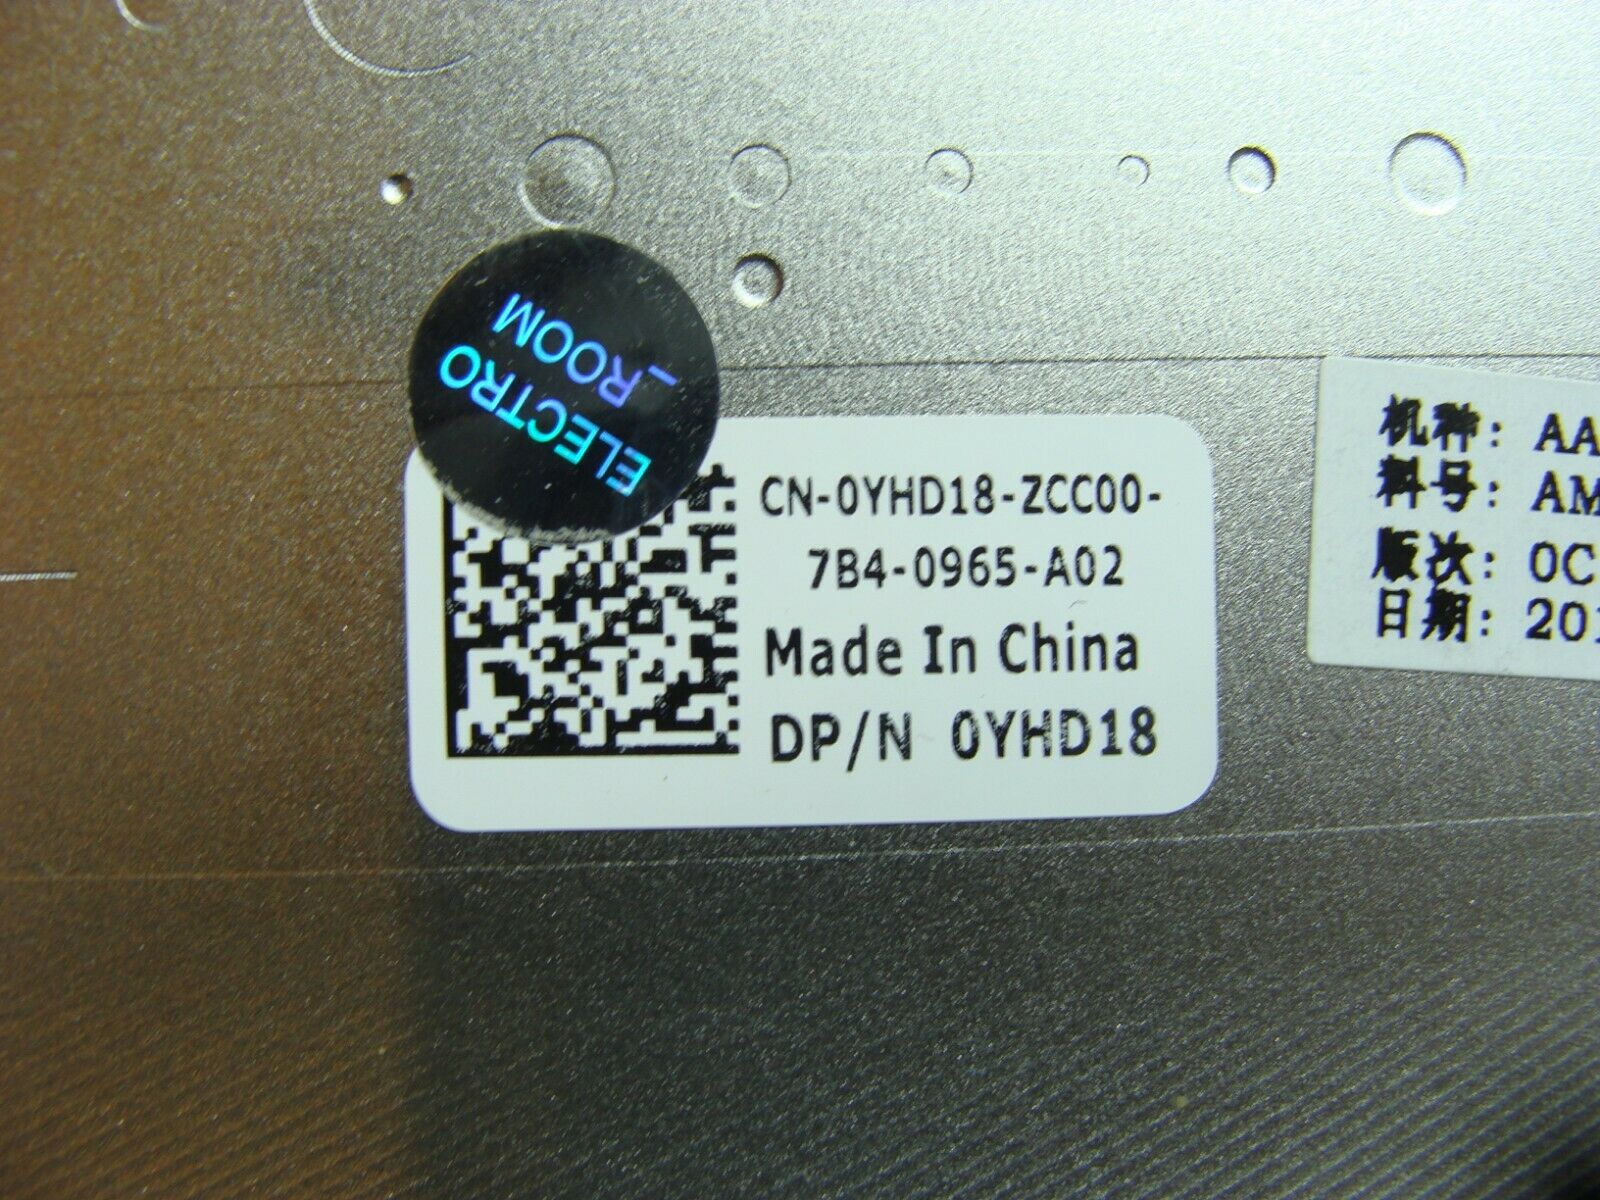 ELECTRO
_ROOM
CN-0YHD18-ZCC00-
7B4-0965-A02
Made In China
DP/N 0YHD18
机种: AA
料号: AM
版次: 0C
日期: 201